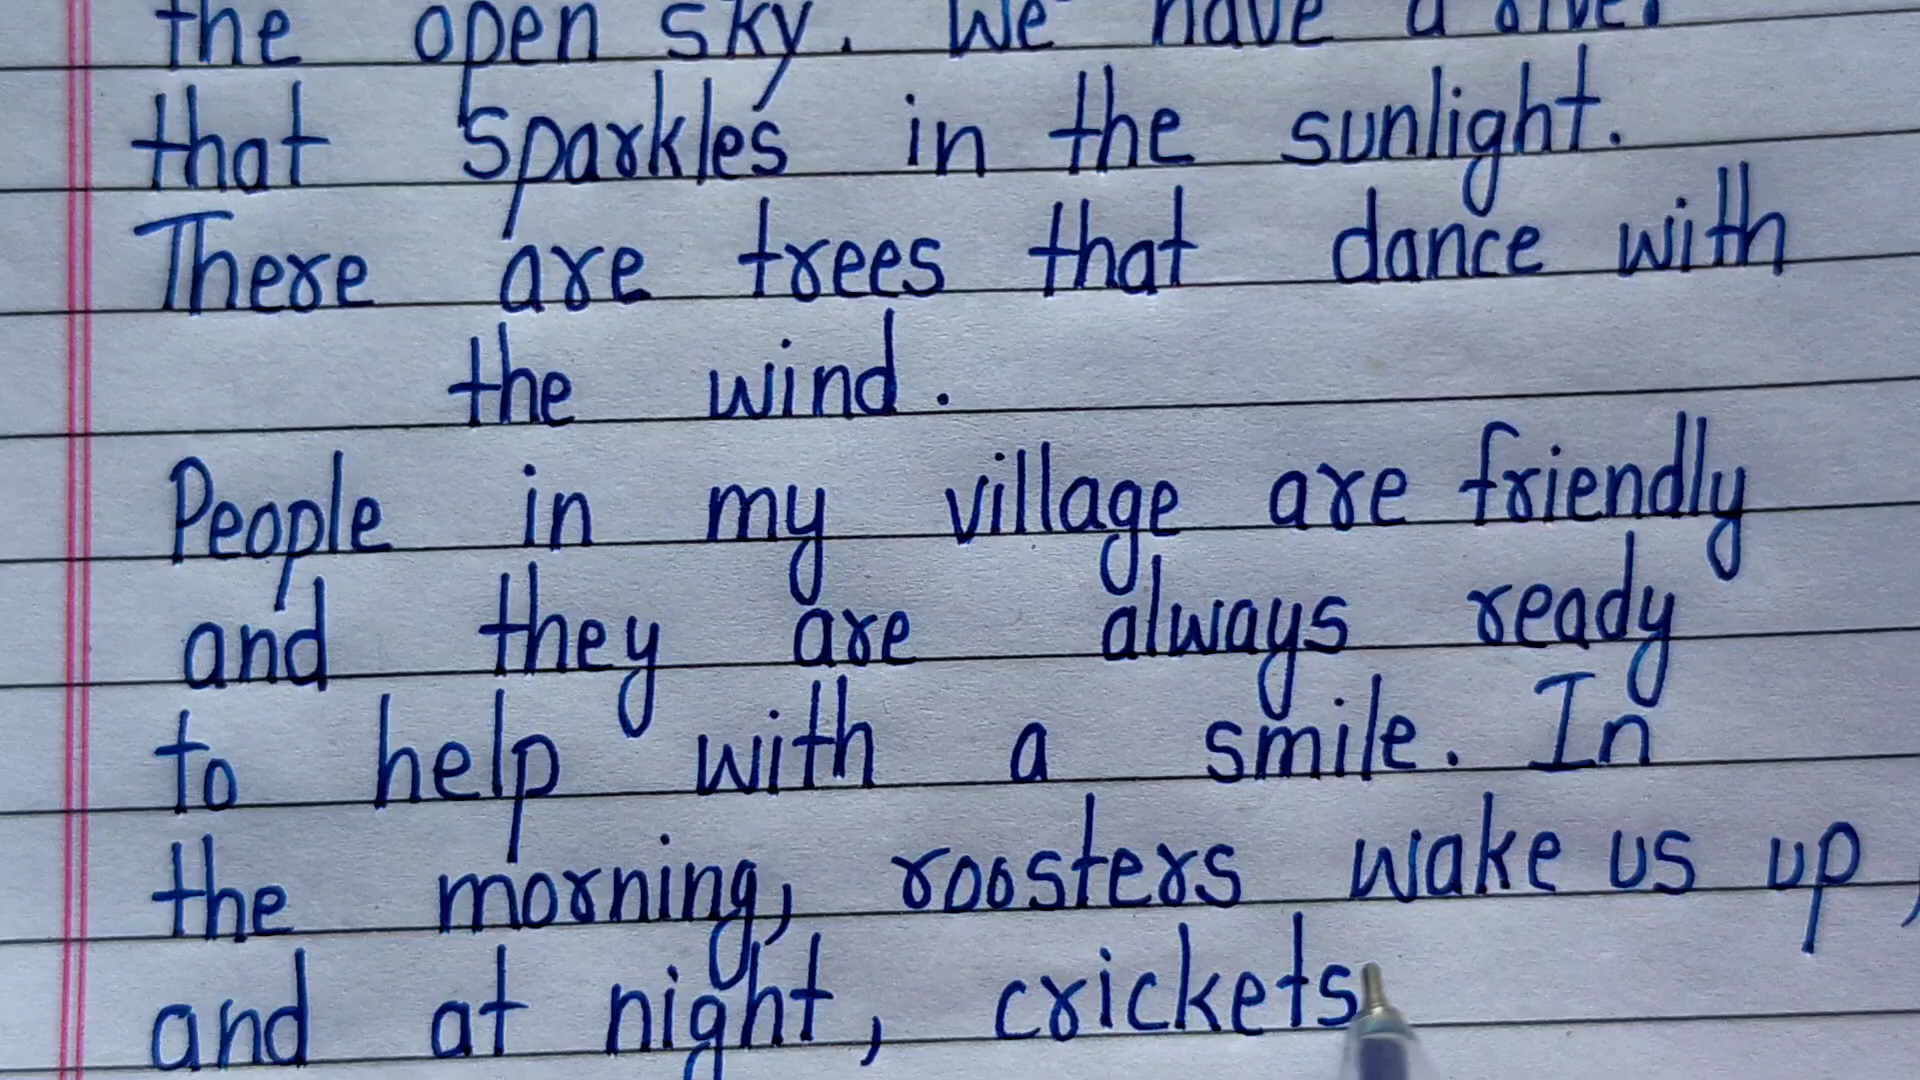 the open sky. We have a river
that sparkles in the sunlight.
There are trees that dance with
the wind.
People in my village are friendly
and they are always ready
to help with a smile. In
the morning, roosters wake us up,
and at night, crickets